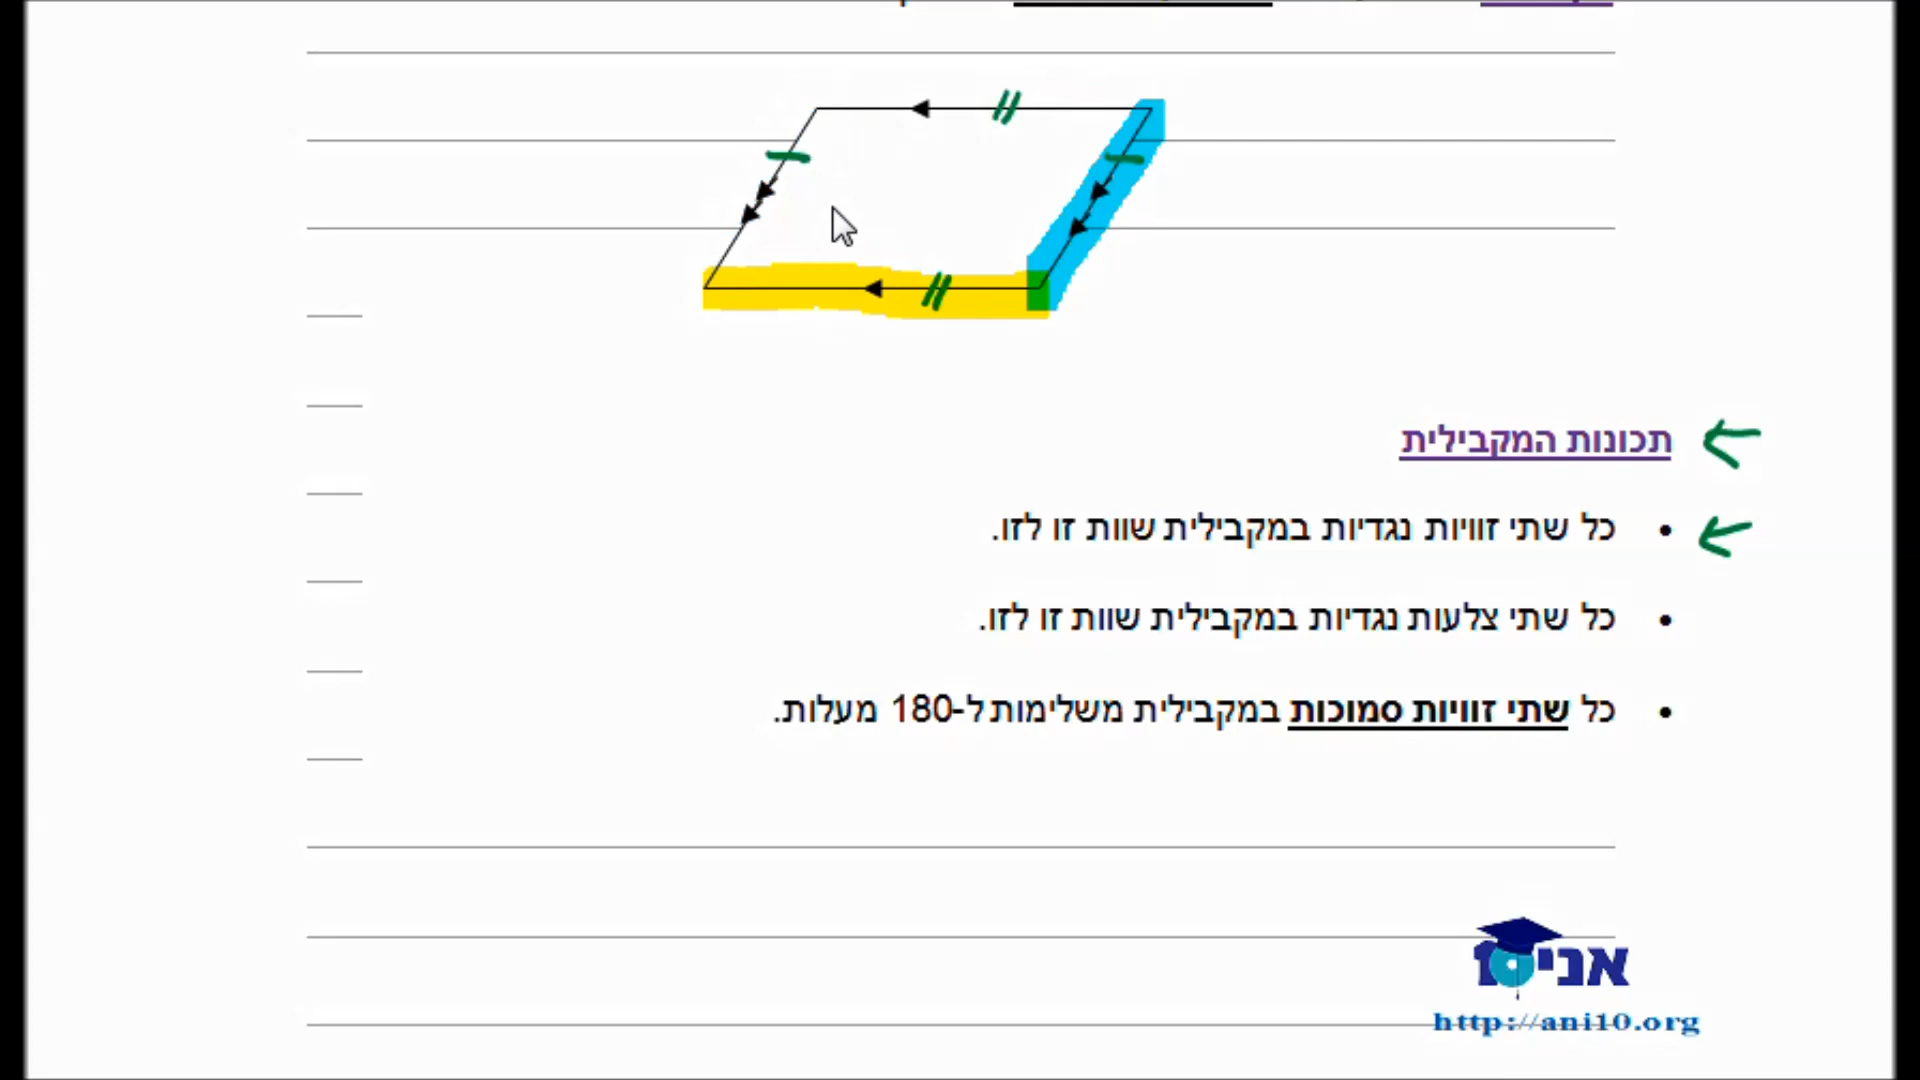 תכונות המקבילית
כל שתי זוויות נגדיות במקבילית שוות זו לזו.
כל שתי צלעות נגדיות במקבילית שוות זו לזו.
כל שתי זוויות סמוכות במקבילית משלימות ל-180 מעלות.
אני10
http://ani10.org